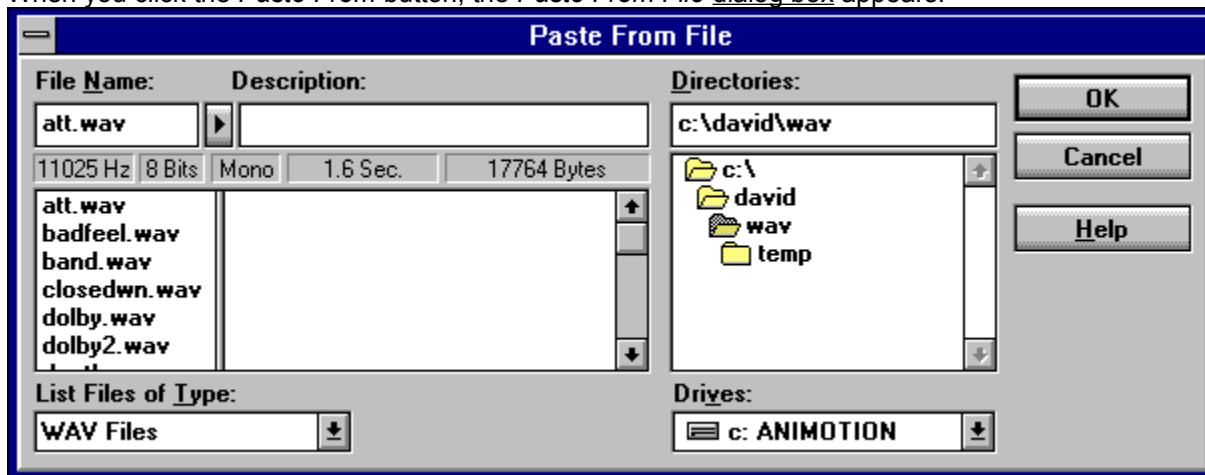 When you click the Paste From button, the Paste From File dialog box appears:
Paste From File
File Name: Description: Directories:
OK
att.wav c:\david\wav
Cancel
11025 Hz 8 Bits Mono 1.6 Sec. 17764 Bytes
Help
att.wav
badfeel.wav
band.wav
closedwn.wav
dolby.wav
dolby2.wav
c:\
david
wav
temp
List Files of Type: Drives:
WAV Files c: ANIMOTION